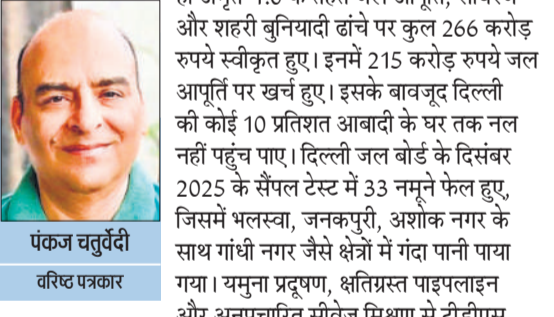 और शहरी बुनियादी ढांचे पर कुल 266 करोड़
रुपये स्वीकृत हुए। इनमें 215 करोड़ रुपये जल
आपूर्ति पर खर्च हुए। इसके बावजूद दिल्ली
की कोई 10 प्रतिशत आबादी के घर तक नल
नहीं पहुंच पाए। दिल्ली जल बोर्ड के दिसंबर
2025 के सैंपल टेस्ट में 33 नमूने फेल हुए,
जिसमें भलस्वा, जनकपुरी, अशोक नगर के
साथ गांधी नगर जैसे क्षेत्रों में गंदा पानी पाया
गया। यमुना प्रदूषण, क्षतिग्रस्त पाइपलाइन
पंकज चतुर्वेदी
वरिष्ठ पत्रकार